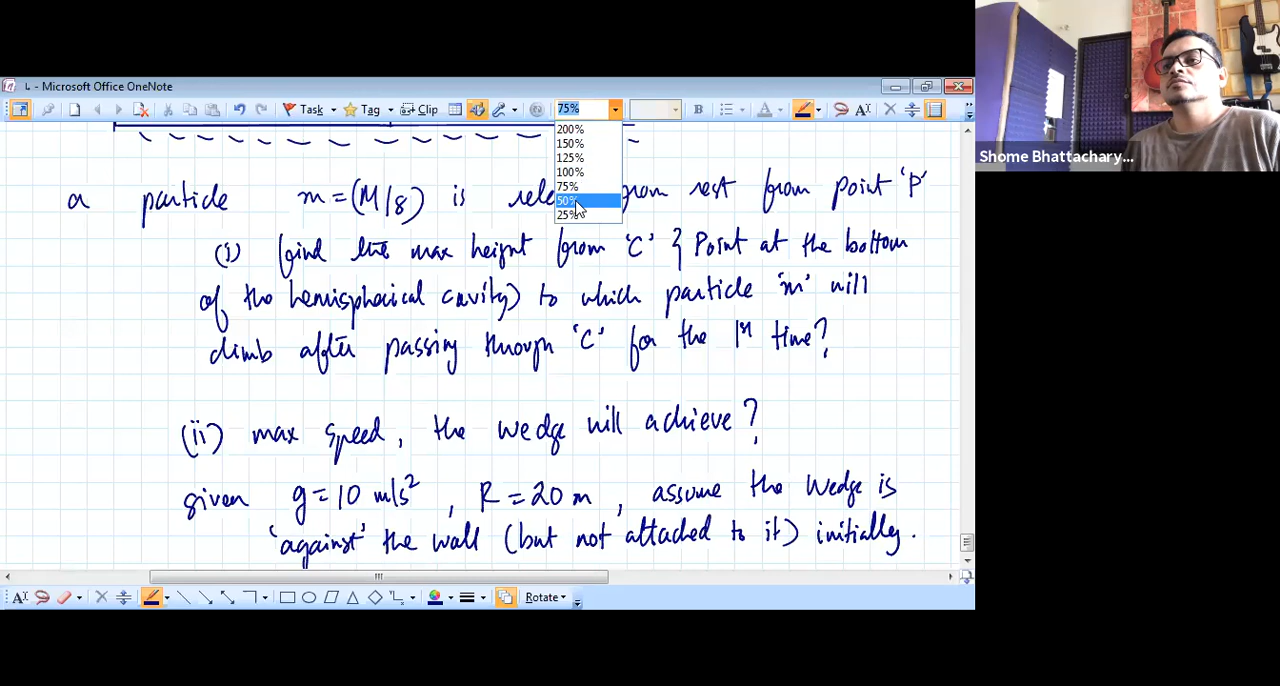 ㄴ - Microsoft Office OneNote
Task Tag Clip 75% B A A
200%
150%
125%
100%
75%
50%
25%
a particle m = (M/8) is from rest from point 'P'
(i) find the max height from 'C' { Point at the bottom
of the hemispherical cavity) to which particle 'm' will
climb after passing through 'C' for the 1st time?
(ii) max speed, the wedge will achieve?
given g = 10 m/s², R = 20 m, assume the wedge is
'against' the wall (but not attached to it) initially.
A Rotate
Shome Bhattachary...